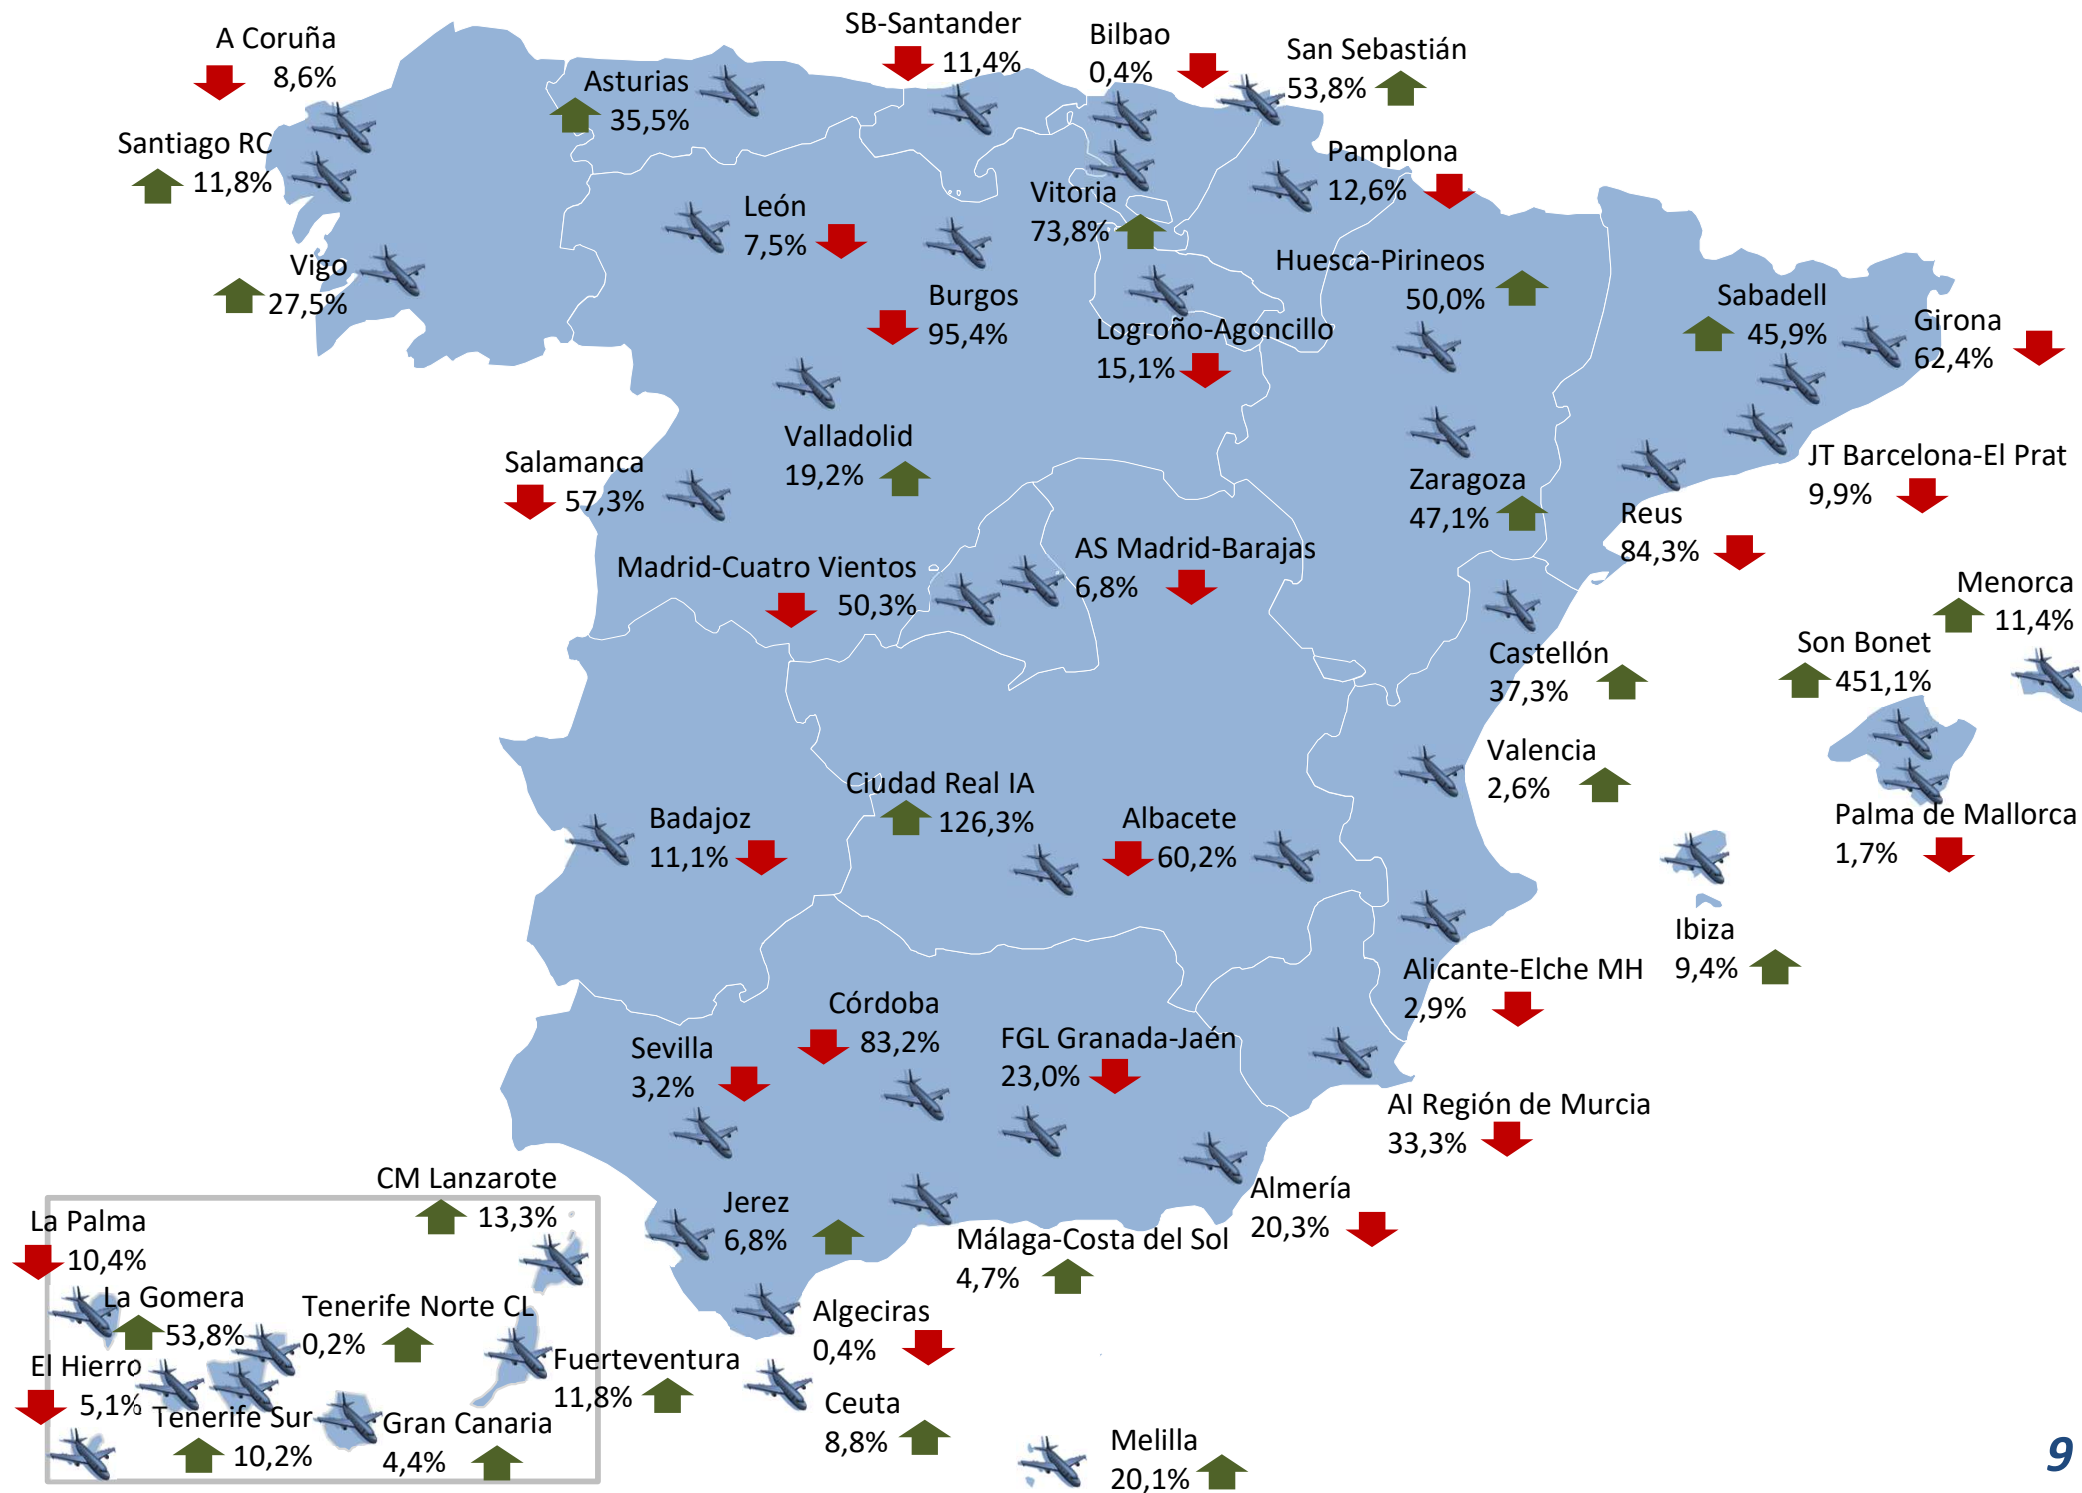 A Coruña
8,6%
Santiago RC
11,8%
Vigo
27,5%
Asturias
35,5%
SB-Santander
11,4%
Bilbao
0,4%
San Sebastián
53,8%
Pamplona
12,6%
Vitoria
73,8%
León
7,5%
Burgos
95,4%
Logroño-Agoncillo
15,1%
Huesca-Pirineos
50,0%
Sabadell
45,9%
Girona
62,4%
Valladolid
19,2%
Salamanca
57,3%
Zaragoza
47,1%
JT Barcelona-El Prat
9,9%
Reus
84,3%
Madrid-Cuatro Vientos
50,3%
AS Madrid-Barajas
6,8%
Menorca
11,4%
Son Bonet
451,1%
Castellón
37,3%
Valencia
2,6%
Palma de Mallorca
1,7%
Ciudad Real IA
126,3%
Badajoz
11,1%
Albacete
60,2%
Ibiza
9,4%
Alicante-Elche MH
2,9%
Córdoba
83,2%
Sevilla
3,2%
FGL Granada-Jaén
23,0%
AI Región de Murcia
33,3%
Almería
20,3%
Jerez
6,8%
Málaga-Costa del Sol
4,7%
Algeciras
0,4%
Ceuta
8,8%
Melilla
20,1%
CM Lanzarote
13,3%
La Palma
10,4%
La Gomera
53,8%
Tenerife Norte CL
0,2%
El Hierro
5,1%
Tenerife Sur
10,2%
Gran Canaria
4,4%
Fuerteventura
11,8%
9